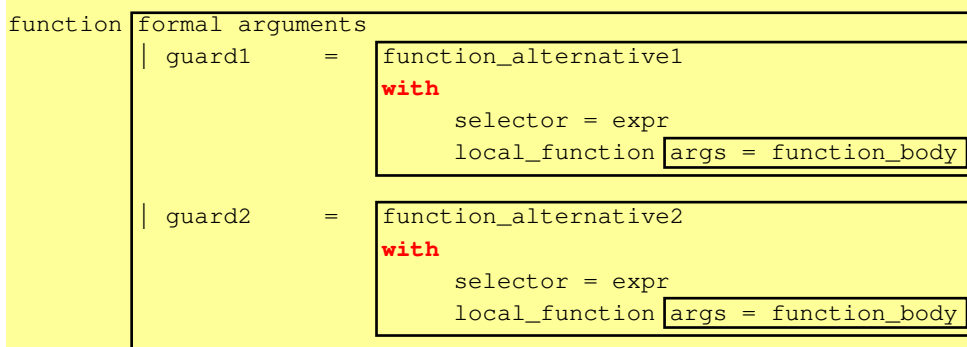 function formal arguments
| guard1 = function_alternative1
with
selector = expr
local_function args = function_body
| guard2 = function_alternative2
with
selector = expr
local_function args = function_body